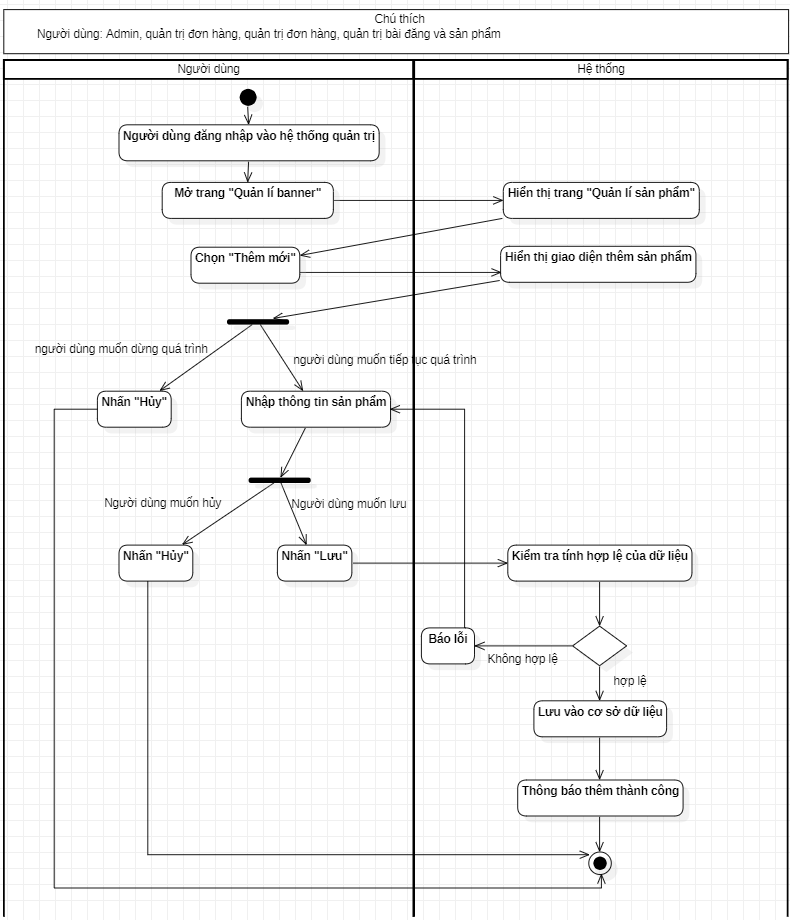 Chú thích
Người dùng: Admin, quản trị đơn hàng, quản trị đơn hàng, quản trị bài đăng và sản phẩm
Người dùng
Hệ thống
Người dùng đăng nhập vào hệ thống quản trị
Mở trang "Quản lí banner"
Hiển thị trang "Quản lí sản phẩm"
Chọn "Thêm mới"
Hiển thị giao diện thêm sản phẩm
người dùng muốn dừng quá trình
người dùng muốn tiếp tục quá trình
Nhấn "Hủy"
Nhập thông tin sản phẩm
Người dùng muốn hủy
Người dùng muốn lưu
Nhấn "Hủy"
Nhấn "Lưu"
Kiểm tra tính hợp lệ của dữ liệu
Báo lỗi
Không hợp lệ
hợp lệ
Lưu vào cơ sở dữ liệu
Thông báo thêm thành công